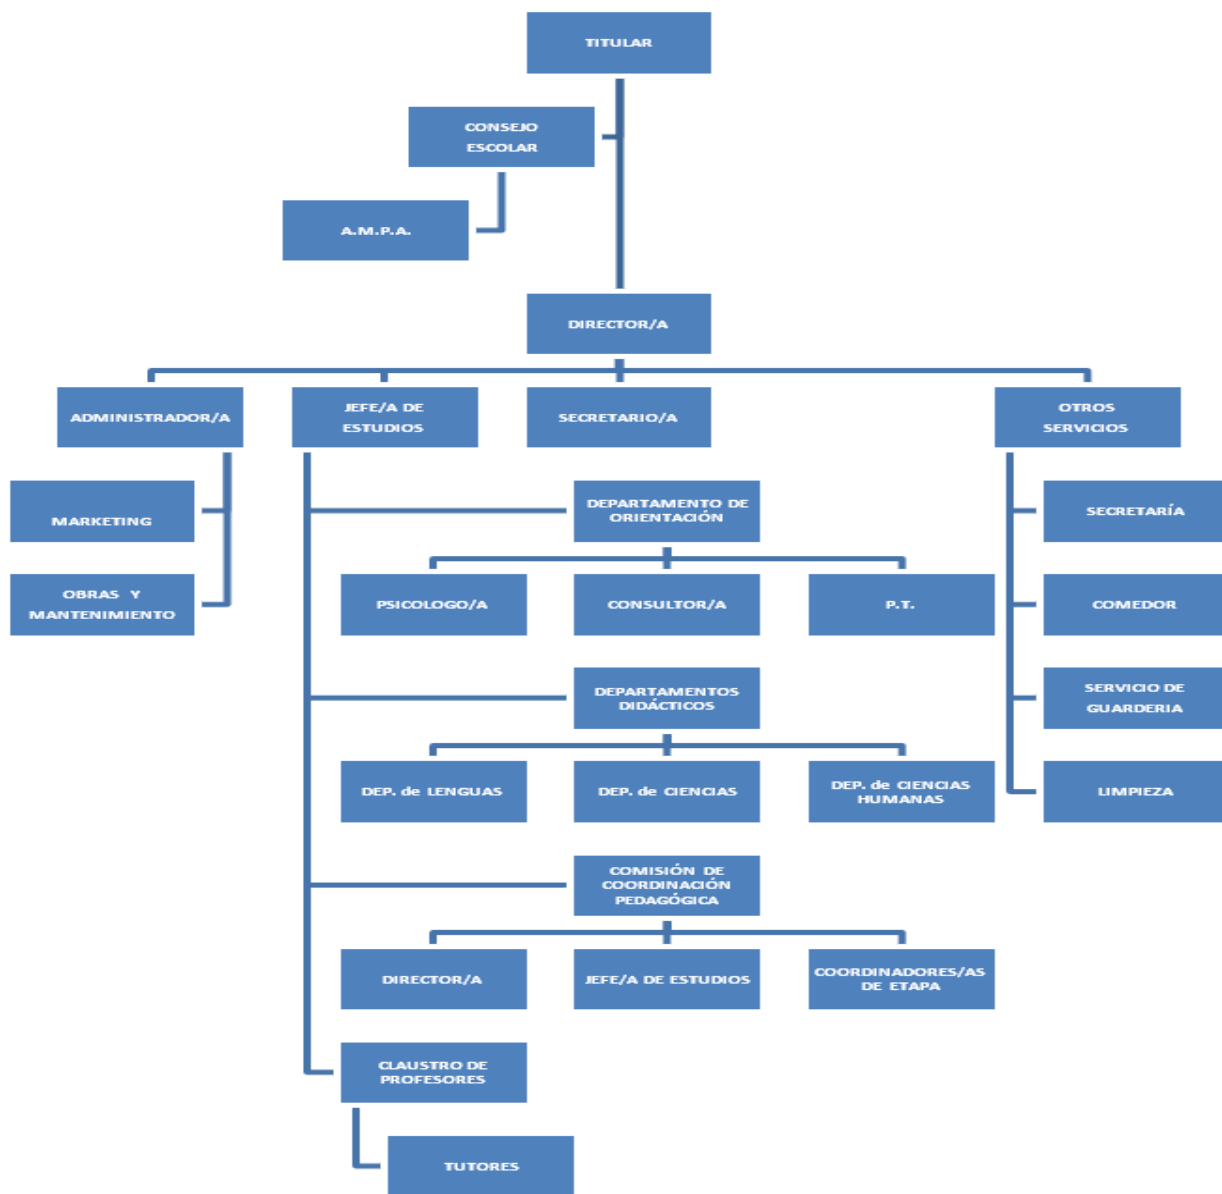 TITULAR
CONSEJO
ESCOLAR
A.M.P.A.
DIRECTOR/A
ADMINISTRADOR/A
JEFE/A DE
ESTUDIOS
SECRETARIO/A
OTROS
SERVICIOS
MARKETING
OBRAS Y
MANTENIMIENTO
DEPARTAMENTO DE
ORIENTACIÓN
PSICOLOGO/A
CONSULTOR/A
P.T.
DEPARTAMENTOS
DIDÁCTICOS
DEP. de LENGUAS
DEP. de CIENCIAS
DEP. de CIENCIAS
HUMANAS
COMISIÓN DE
COORDINACIÓN
PEDAGÓGICA
DIRECTOR/A
JEFE/A DE ESTUDIOS
COORDINADORES/AS
DE ETAPA
CLAUSTRO DE
PROFESORES
TUTORES
SECRETARÍA
COMEDOR
SERVICIO DE
GUARDERIA
LIMPIEZA